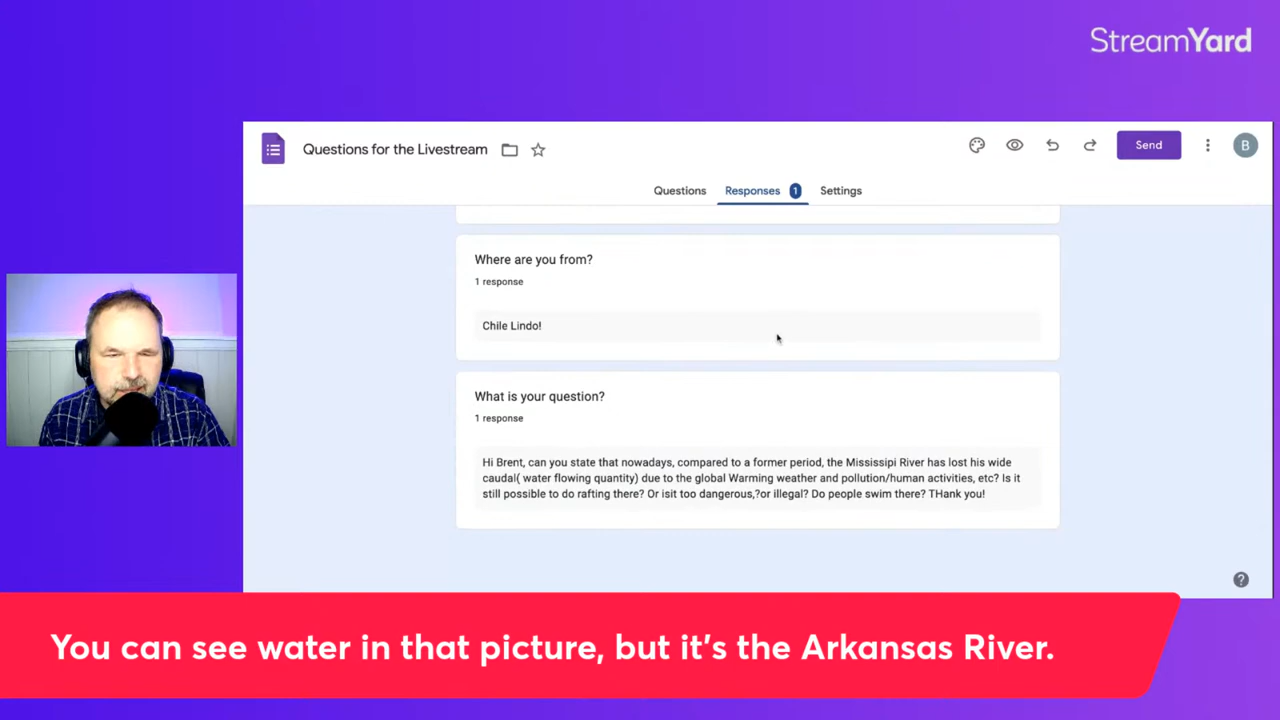 StreamYard
Questions for the Livestream
Send
B
Questions
Responses 1
Settings
Where are you from?
1 response
Chile Lindo!
What is your question?
1 response
Hi Brent, can you state that nowadays, compared to a former period, the Mississipi River has lost his wide
caudal( water flowing quantity) due to the global Warming weather and pollution/human activities, etc? Is it
still possible to do rafting there? Or isit too dangerous,?or illegal? Do people swim there? THank you!
?
You can see water in that picture, but it's the Arkansas River.